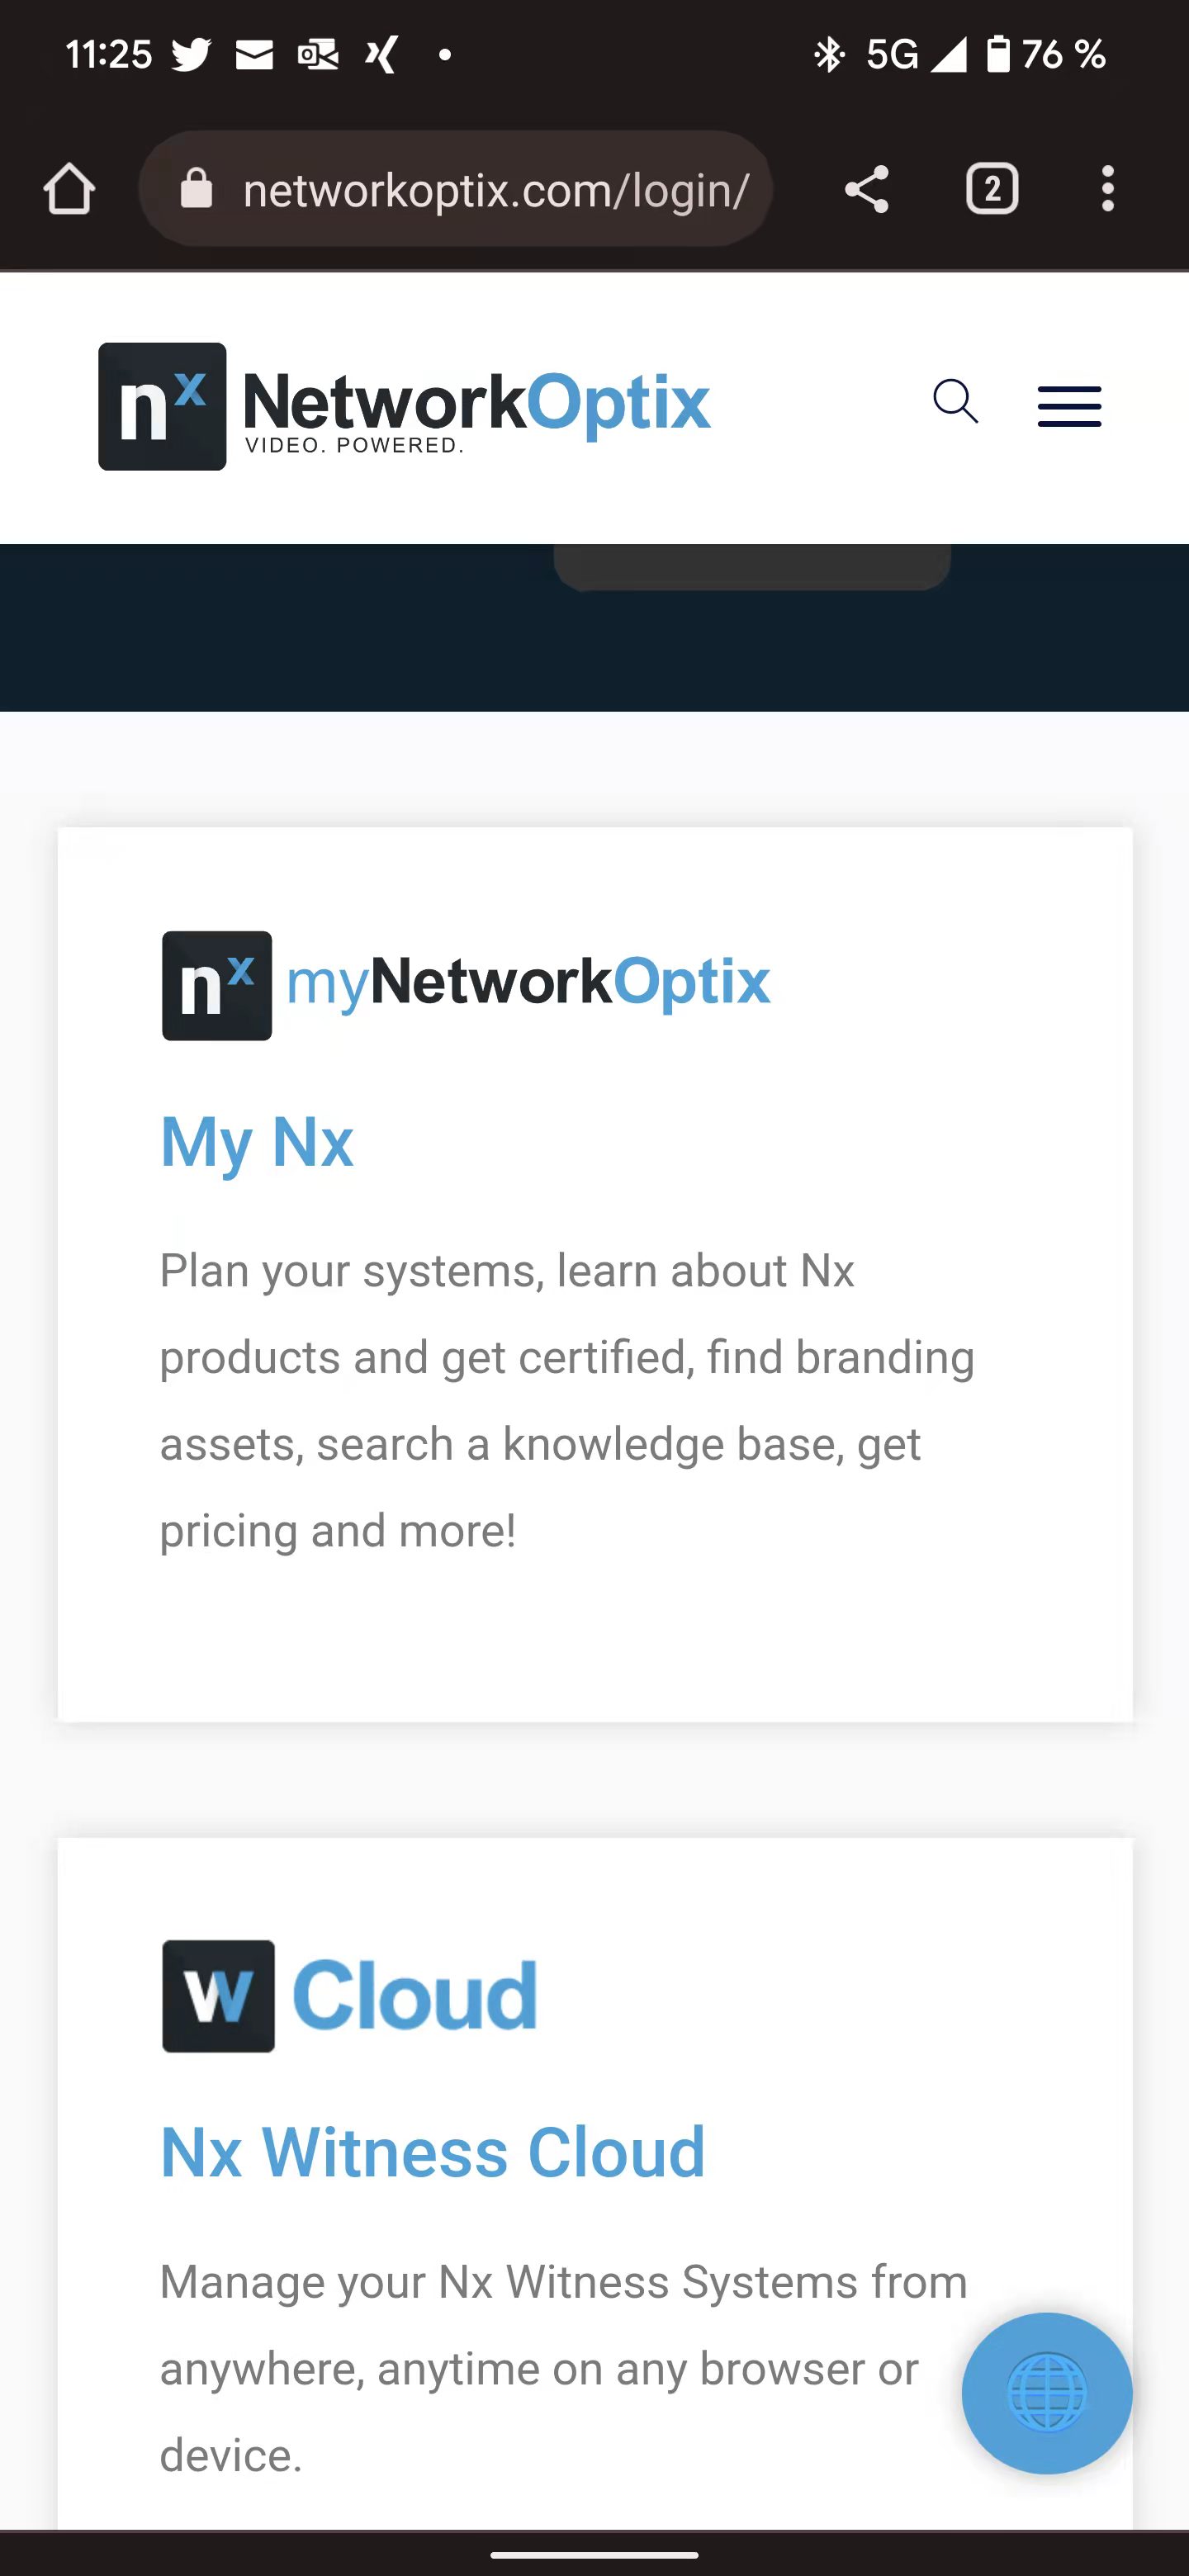 11:25
5G 76 %
networkoptix.com/login/
2
nx NetworkOptix
VIDEO. POWERED.
nx myNetworkOptix
My Nx
Plan your systems, learn about Nx
products and get certified, find branding
assets, search a knowledge base, get
pricing and more!
W Cloud
Nx Witness Cloud
Manage your Nx Witness Systems from
anywhere, anytime on any browser or
device.